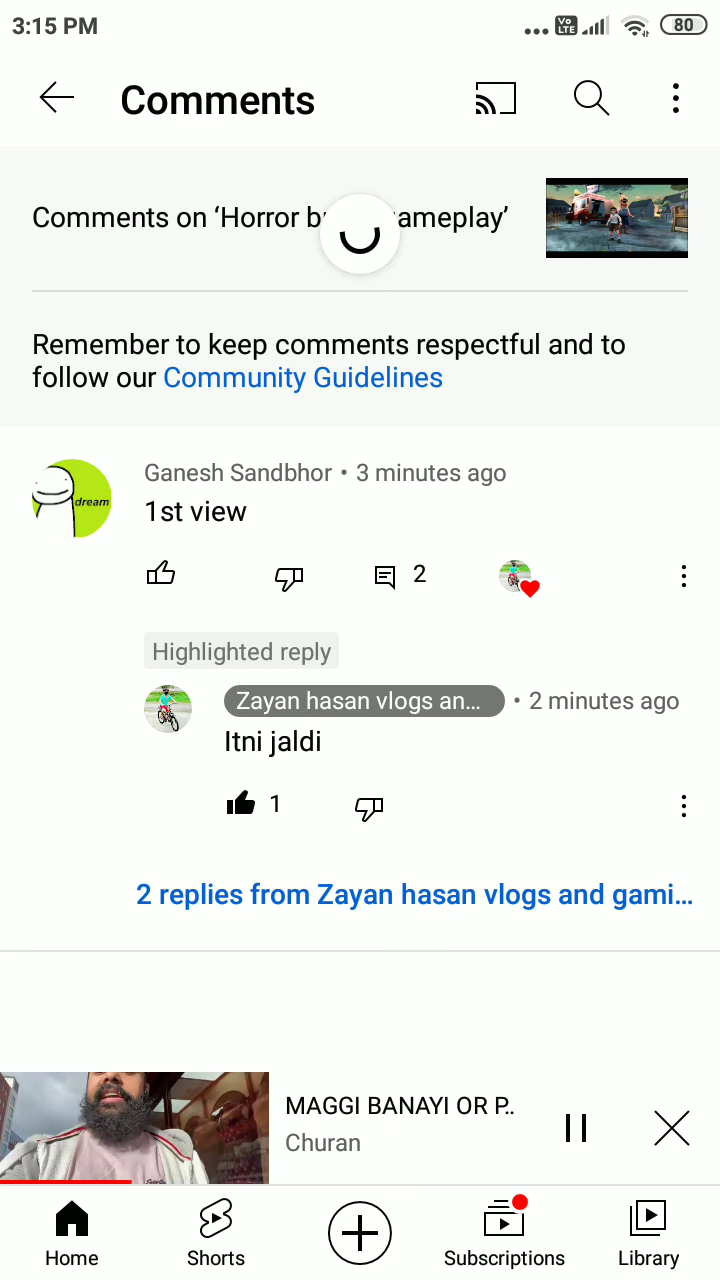 3:15 PM
Vo LTE
80
Comments
Comments on ‘Horror b ameplay’
Remember to keep comments respectful and to
follow our Community Guidelines
Ganesh Sandbhor • 3 minutes ago
dream
1st view
2
Highlighted reply
Zayan hasan vlogs an... • 2 minutes ago
Itni jaldi
1
2 replies from Zayan hasan vlogs and gami...
MAGGI BANAYI OR P..
Churan
Home
Shorts
Subscriptions
Library